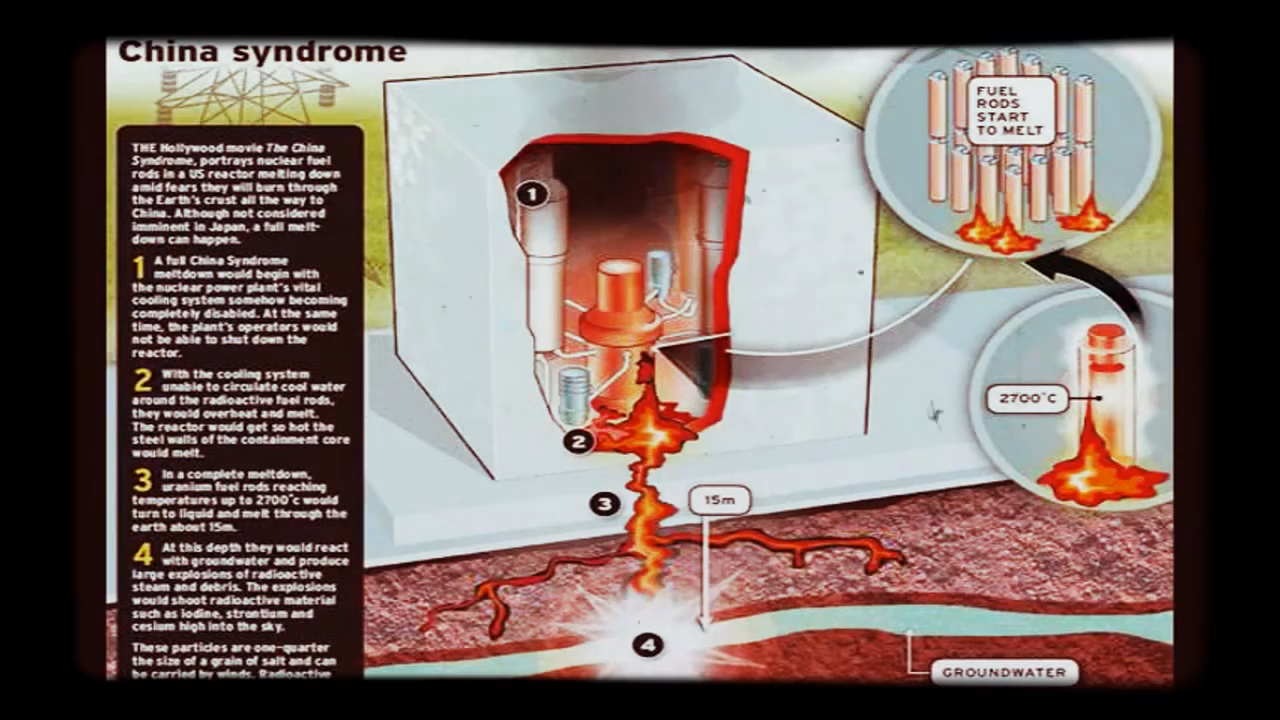 China syndrome
THE Hollywood movie The China
Syndrome, portrays nuclear fuel
rods in a US reactor melting down
amid fears they will burn through
the Earth's crust all the way to
China. Although not considered
imminent in Japan, a full melt-
down can happen.
1 A full China Syndrome
meltdown would begin with
the nuclear power plant's vital
cooling system somehow becoming
completely disabled. At the same
time, the plant's operators would
not be able to shut down the
reactor.
2 With the cooling system
unable to circulate cool water
around the radioactive fuel rods,
they would overheat and melt.
The reactor would get so hot the
steel walls of the containment core
would melt.
3 In a complete meltdown,
uranium fuel rods reaching
temperatures up to 2700°c would
turn to liquid and melt through the
earth about 15m.
4 At this depth they would react
with groundwater and produce
large explosions of radioactive
steam and debris. The explosions
would shoot radioactive material
such as iodine, strontium and
cesium high into the sky.
These particles are one-quarter
the size of a grain of salt and can
be carried by winds. Radioactive
1
2
3
4
15m
FUEL
RODS
START
TO MELT
2700°C
GROUNDWATER